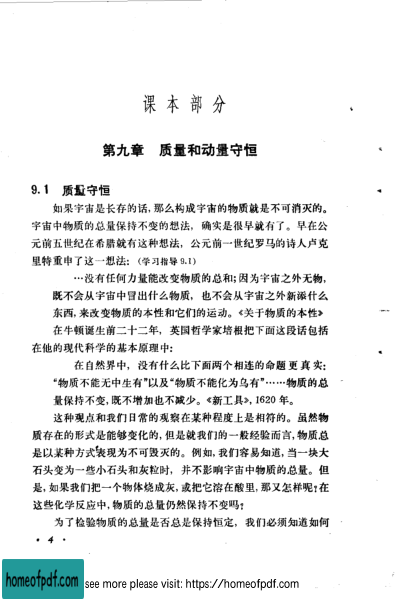 课本部分
第九章 质量和动量守恒
9.1 质量守恒
如果宇宙是长存的话,那么构成宇宙的物质就是不可消灭的。
宇宙中物质的总量保持不变的想法,确实是很早就有了。早在公
元前五世纪在希腊就有这种想法,公元前一世纪罗马的诗人卢克
里特重申了这一想法:(学习指导9.1)
…没有任何力量能改变物质的总和;因为宇宙之外无物,
既不会从宇宙中冒出什么物质,也不会从宇宙之外新添什么
东西,来改变物质的本性和它们的运动。《关于物质的本性》
在牛顿诞生前二十二年,英国哲学家培根把下面这段话包括
在他的现代科学的基本原理中:
在自然界中,没有什么比下面两个相连的命题更真实:
“物质不能无中生有”以及“物质不能化为乌有”……物质的总
量保持不变,既不增加也不减少。《新工具》,1620年。
这种观点和我们日常的观察在某种程度上是相符的。虽然物
质存在的形式是能够变化的,但是就我们的一般经验而言,物质总
是以某种方式表现为不可毁灭的。例如,我们容易知道,当一块大
石头变为一些小石头和灰粒时,并不影响宇宙中物质的总量。但
是,如果我们把一个物体烧成灰,或把它溶在酸里,那又怎样呢?在
这些化学反应中,物质的总量仍然保持不变吗?
为了检验物质的总量是否总是保持恒定,我们必须知道如何
• 4 •
homeofpdf.com
see more please visit: https://homeofpdf.com